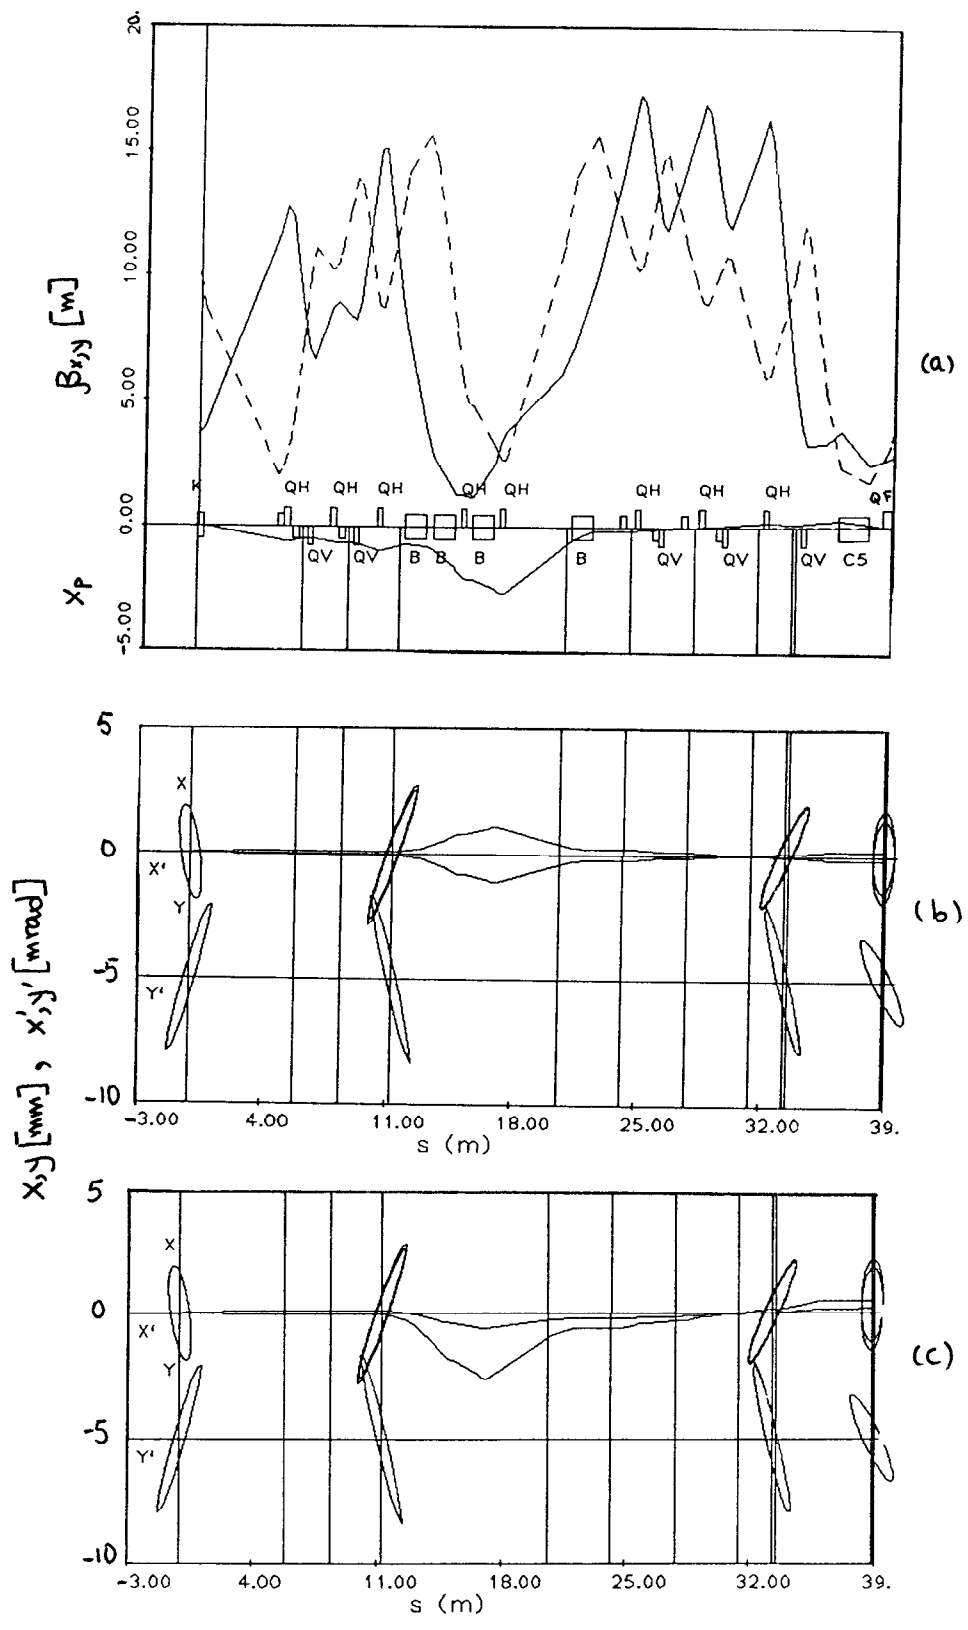 20.
15.00
10.00
5.00
0.00
-5.00
βx,y [m]
xp
(a)
K
QH QH QH QH QH QH QH QH QF
QV QV B B B B QV QV QV C5
5
0
-5
-10
X
X'
Y
Y'
(b)
-3.00 4.00 11.00 18.00 25.00 32.00 39.
s (m)
x,y [mm] , x',y' [mrad]
5
0
-5
-10
X
X'
Y
Y'
(c)
-3.00 4.00 11.00 18.00 25.00 32.00 39.
s (m)